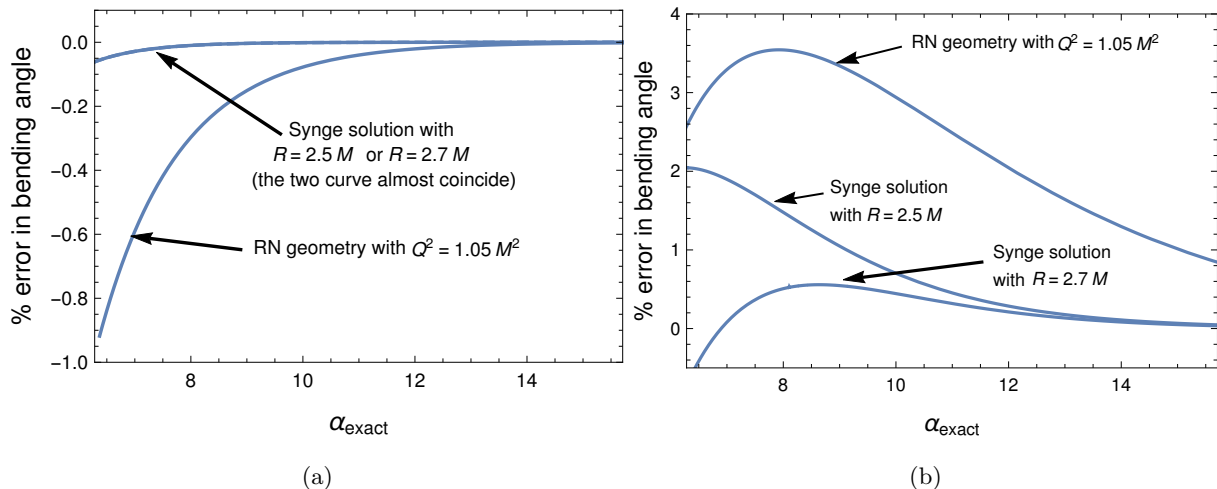 % error in bending angle
0.0
-0.2
-0.4
-0.6
-0.8
-1.0
Synge solution with
R = 2.5 M or R = 2.7 M
(the two curve almost coincide)
RN geometry with Q² = 1.05 M²
8
10
12
14
α_exact
(a)
% error in bending angle
4
3
2
1
0
RN geometry with Q² = 1.05 M²
Synge solution
with R = 2.5 M
Synge solution
with R = 2.7 M
8
10
12
14
α_exact
(b)